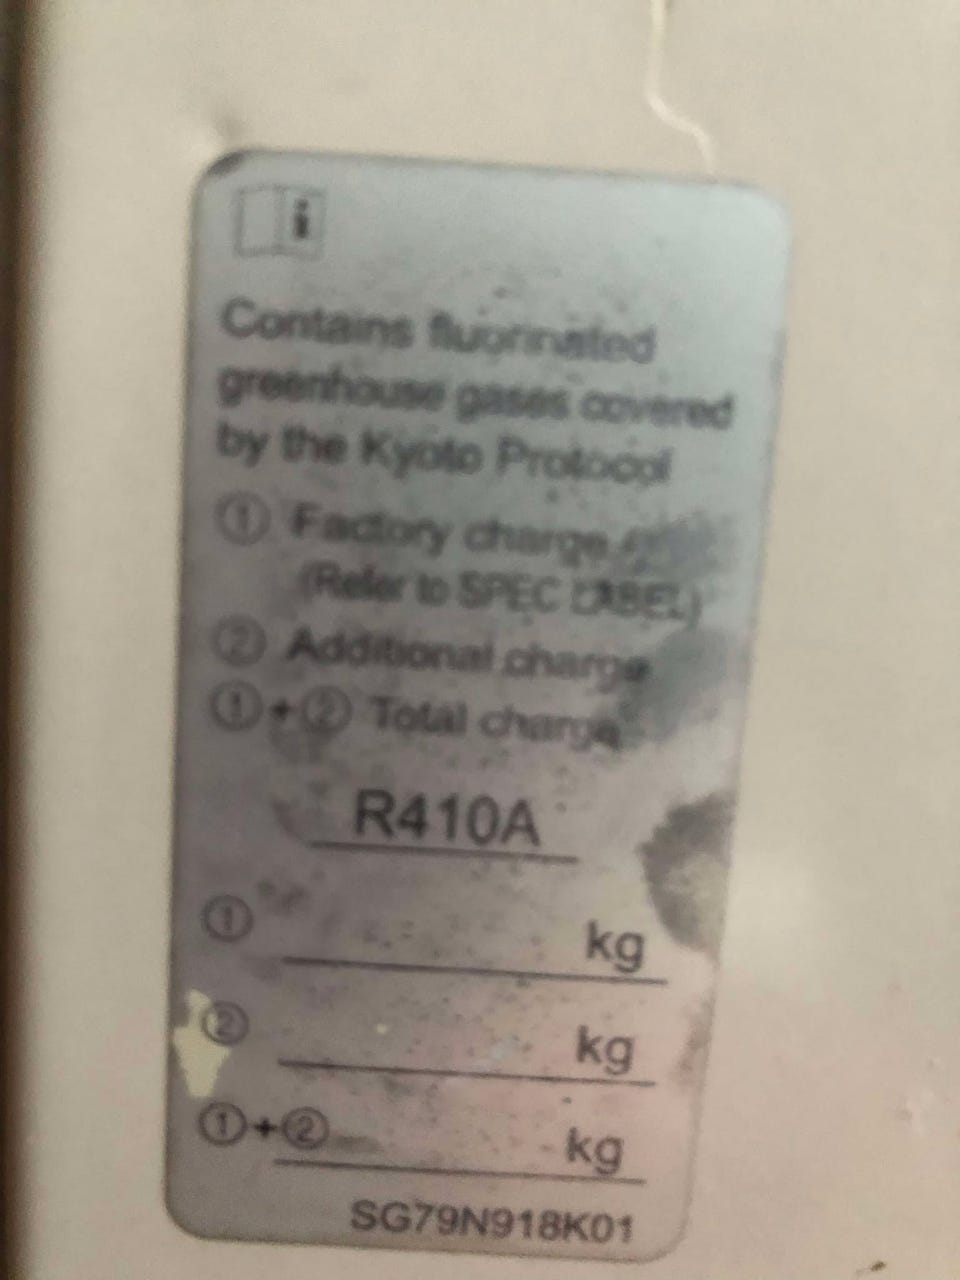 i
Contains fluorinated
greenhouse gases covered
by the Kyoto Protocol
① Factory charge
(Refer to SPEC LABEL)
② Additional charge
①+② Total charge
R410A
① kg
② kg
①+② kg
SG79N918K01